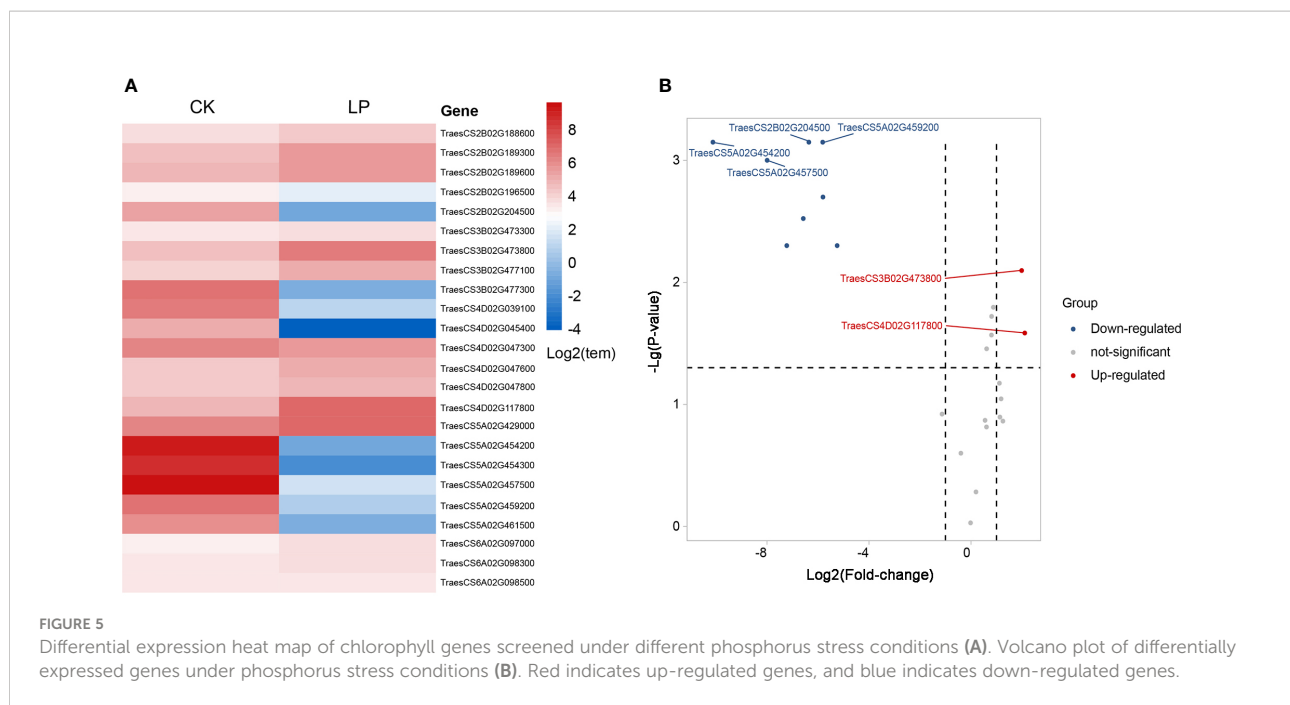 A
CK
LP
Gene
TraesCS2B02G188600
TraesCS2B02G189300
TraesCS2B02G189600
TraesCS2B02G196500
TraesCS2B02G204500
TraesCS3B02G473300
TraesCS3B02G473800
TraesCS3B02G477100
TraesCS3B02G477300
TraesCS4D02G039100
TraesCS4D02G045400
TraesCS4D02G047300
TraesCS4D02G047600
TraesCS4D02G047800
TraesCS4D02G117800
TraesCS5A02G429000
TraesCS5A02G454200
TraesCS5A02G454300
TraesCS5A02G457500
TraesCS5A02G459200
TraesCS5A02G461500
TraesCS6A02G097000
TraesCS6A02G098300
TraesCS6A02G098500
8
6
4
2
0
-2
-4
Log2(tem)
B
TraesCS2B02G204500
TraesCS5A02G459200
TraesCS5A02G454200
TraesCS5A02G457500
TraesCS3B02G473800
TraesCS4D02G117800
3
2
1
0
-Lg(P-value)
-8
-4
0
Log2(Fold-change)
Group
Down-regulated
not-significant
Up-regulated
FIGURE 5
Differential expression heat map of chlorophyll genes screened under different phosphorus stress conditions (A). Volcano plot of differentially
expressed genes under phosphorus stress conditions (B). Red indicates up-regulated genes, and blue indicates down-regulated genes.